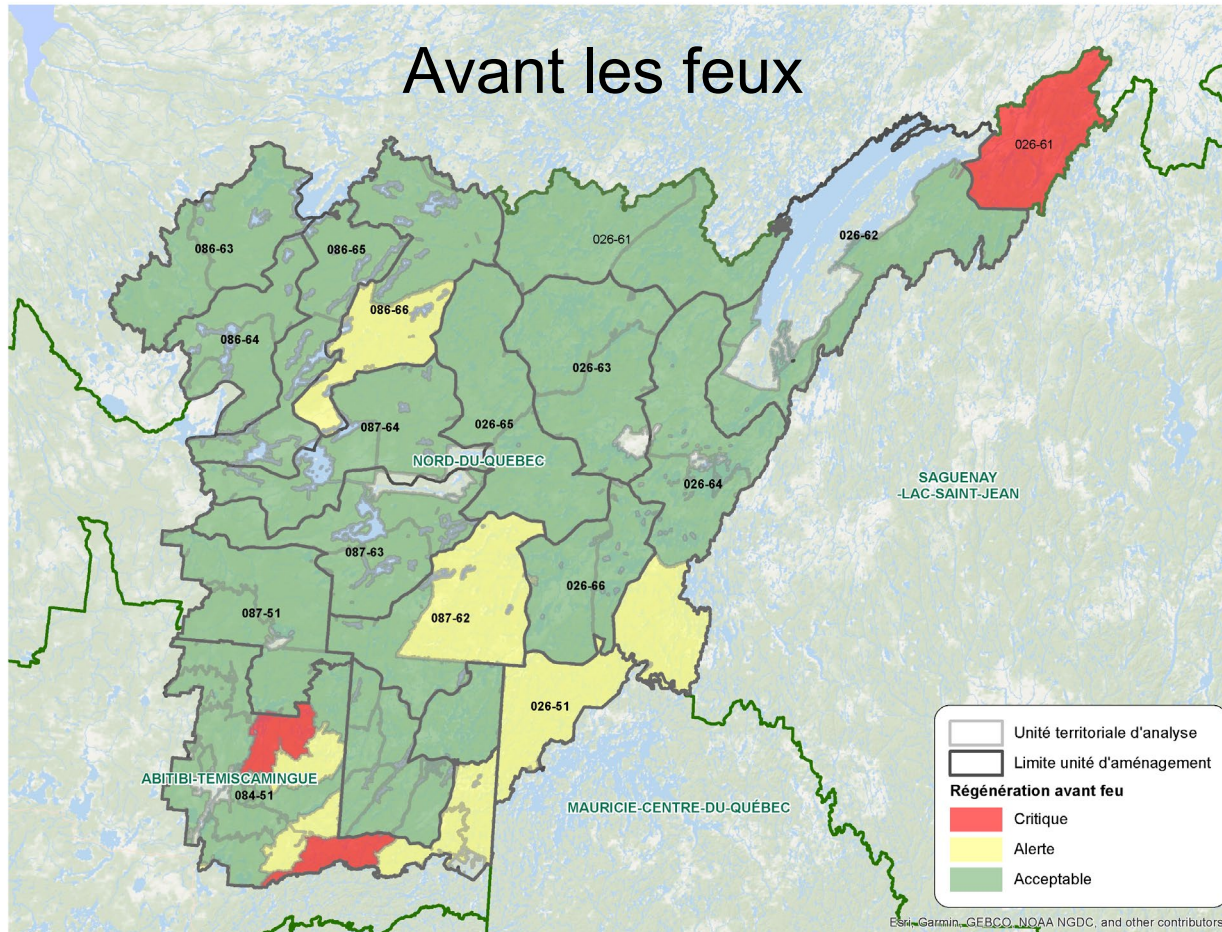 Avant les feux
026-61
086-63
086-65
026-61
026-62
086-66
086-64
026-63
087-64
026-65
NORD-DU-QUEBEC
026-64
SAGUENAY
-LAC-SAINT-JEAN
087-63
026-66
087-51
087-62
026-51
ABITIBI-TEMISCAMINGUE
084-51
MAURICIE-CENTRE-DU-QUÉBEC
Unité territoriale d'analyse
Limite unité d'aménagement
Régénération avant feu
Critique
Alerte
Acceptable
Esri, Garmin, GEBCO, NOAA NGDC, and other contributors